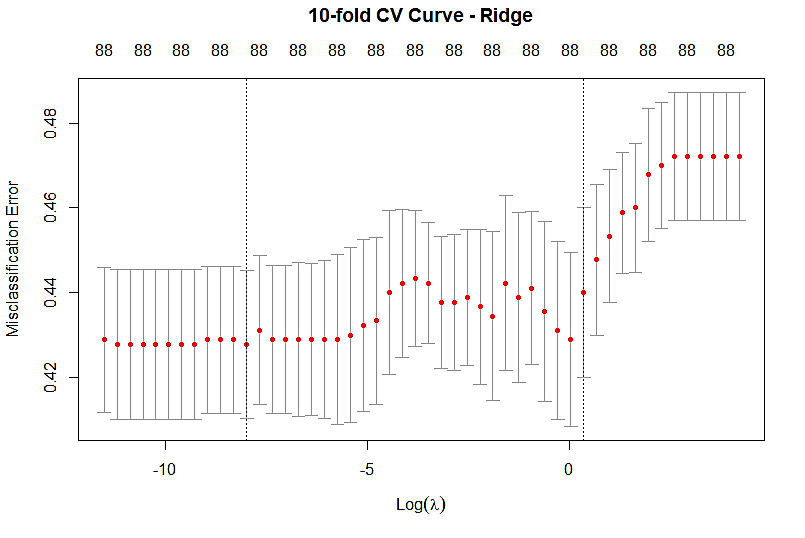 10-fold CV Curve - Ridge
88 88 88 88 88 88 88 88 88 88 88 88 88 88 88 88 88
0.48
0.46
0.44
0.42
Misclassification Error
-10 -5 0
Log(λ)